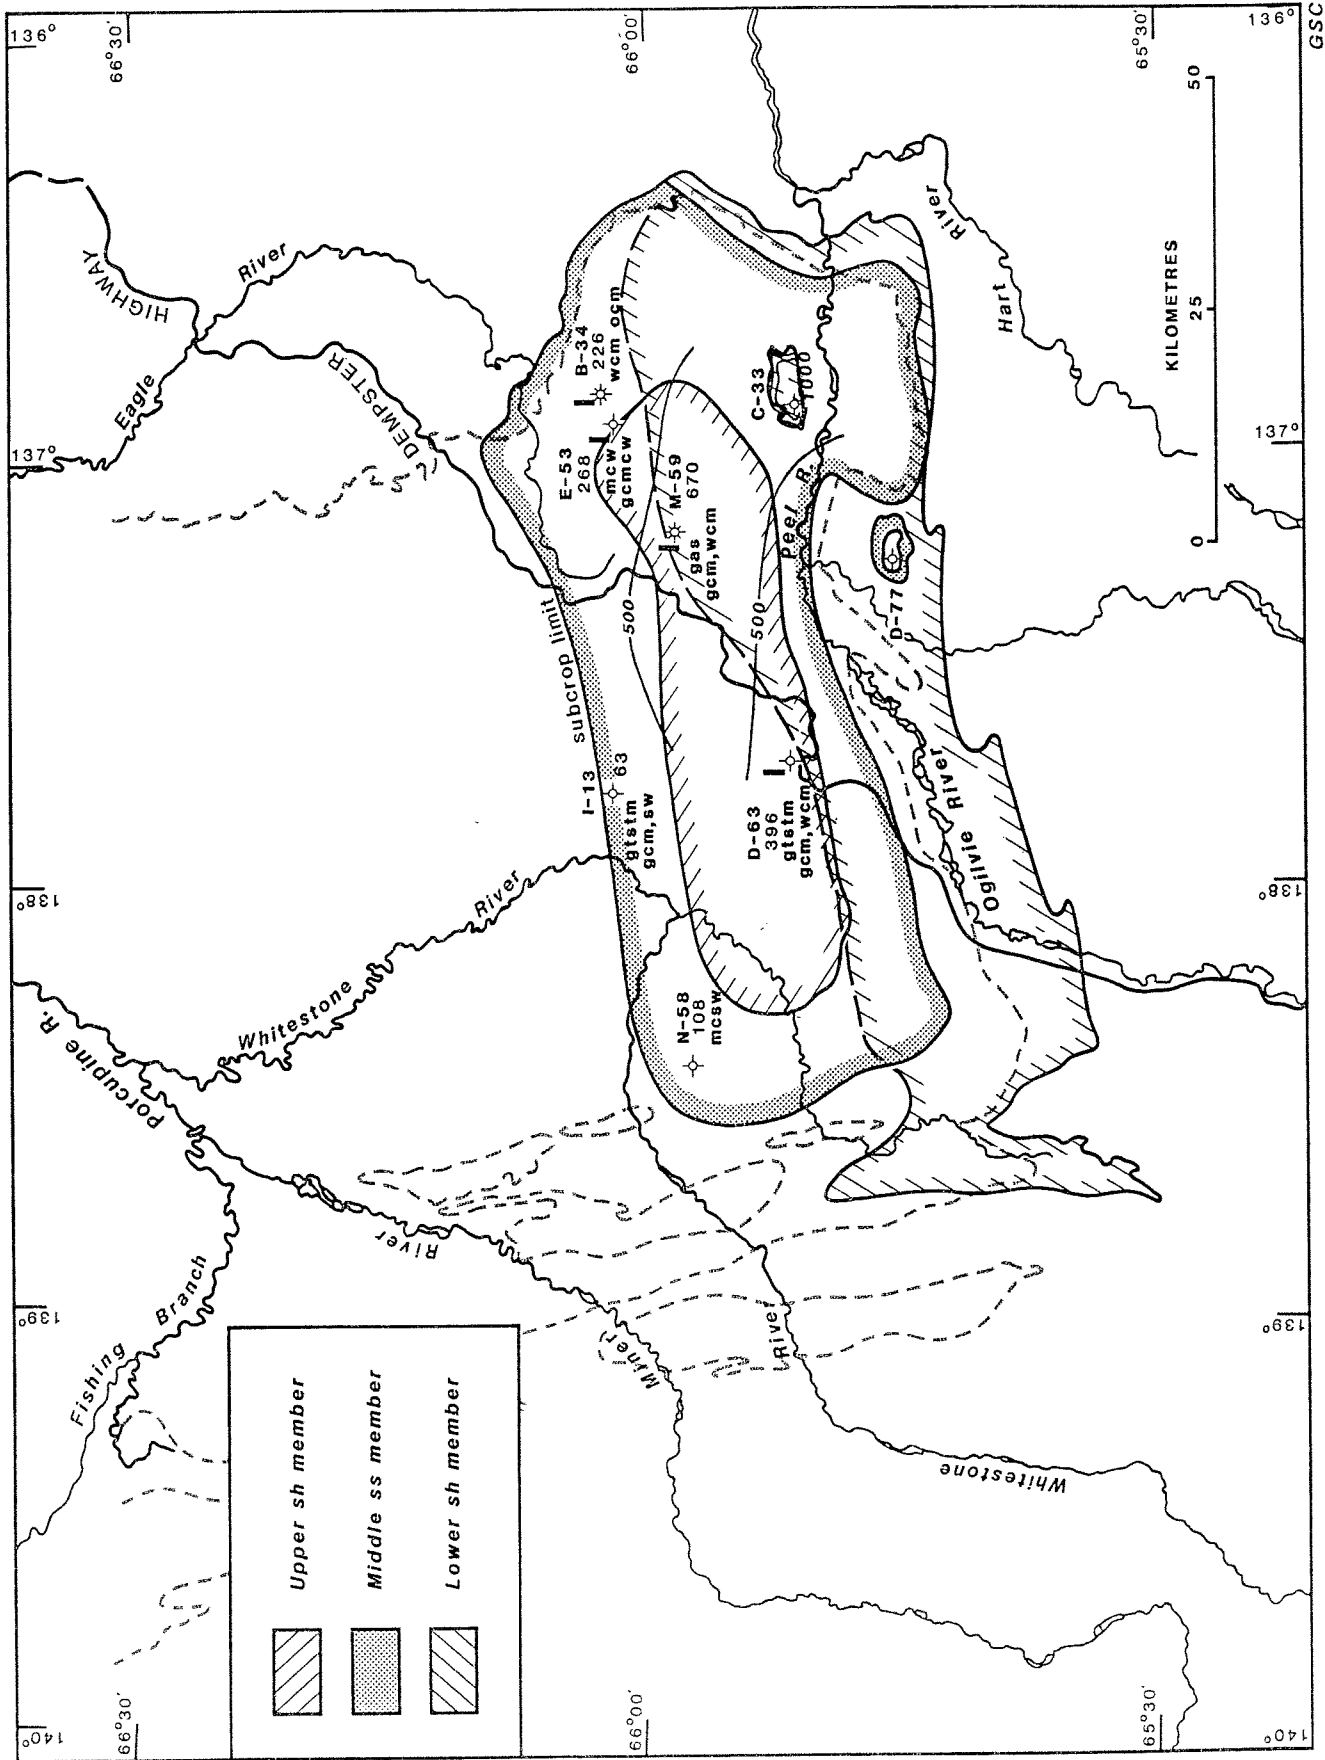 140°
139°
138°
137°
136°
66°30'
66°30'
Fishing
Branch
Porcupine R.
Whitestone
River
Eagle
River
DEMPSTER
HIGHWAY
River
Miner
River
Whitestone
Upper sh member
Middle ss member
Lower sh member
66°00'
66°00'
subcrop limit
I-13
63
gtstm
gcm,sw
N-58
108
mcsw
E-53
268
mcw
gcmcw
B-34
226
wcm ocm
M-59
670
gas
gcm,wcm
500
500
D-63
396
gtstm
gcm,wcm
C-33
1000
Peel R.
D-77
Ogilvie River
Hart River
KILOMETRES
0 25 50
65°30'
65°30'
140°
139°
138°
137°
136°
GSC